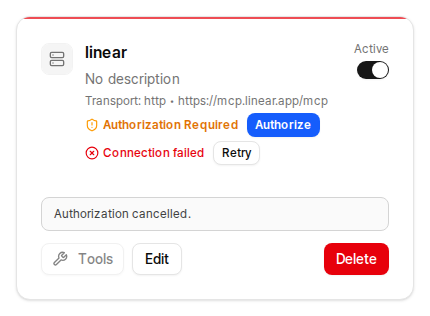 linear
Active
No description
Transport: http • https://mcp.linear.app/mcp
Authorization Required Authorize
Connection failed Retry
Authorization cancelled.
Tools Edit Delete